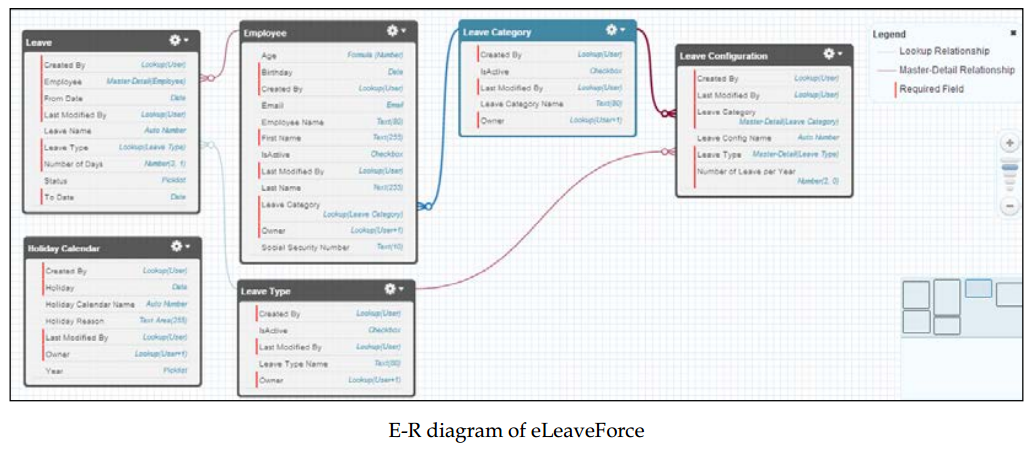 Leave
Created By Lookup(User)
Employee Master-Detail(Employee)
From Date Date
Last Modified By Lookup(User)
Leave Name Auto Number
Leave Type Lookup(Leave Type)
Number of Days Number(2, 1)
Status Picklist
To Date Date
Holiday Calendar
Created By Lookup(User)
Holiday Date
Holiday Calendar Name Auto Number
Holiday Reason Text Area(255)
Last Modified By Lookup(User)
Owner Lookup(User+1)
Year Picklist
Employee
Age Formula (Number)
Birthday Date
Created By Lookup(User)
Email Email
Employee Name Text(80)
First Name Text(255)
IsActive Checkbox
Last Modified By Lookup(User)
Last Name Text(255)
Leave Category
Lookup(Leave Category)
Owner Lookup(User+1)
Social Security Number Text(10)
Leave Type
Created By Lookup(User)
IsActive Checkbox
Last Modified By Lookup(User)
Leave Type Name Text(80)
Owner Lookup(User+1)
Leave Category
Created By Lookup(User)
IsActive Checkbox
Last Modified By Lookup(User)
Leave Category Name Text(80)
Owner Lookup(User+1)
Leave Configuration
Created By Lookup(User)
Last Modified By Lookup(User)
Leave Category
Master-Detail(Leave Category)
Leave Config Name Auto Number
Leave Type Master-Detail(Leave Type)
Number of Leave per Year
Number(2, 0)
Legend
Lookup Relationship
Master-Detail Relationship
Required Field
E-R diagram of eLeaveForce